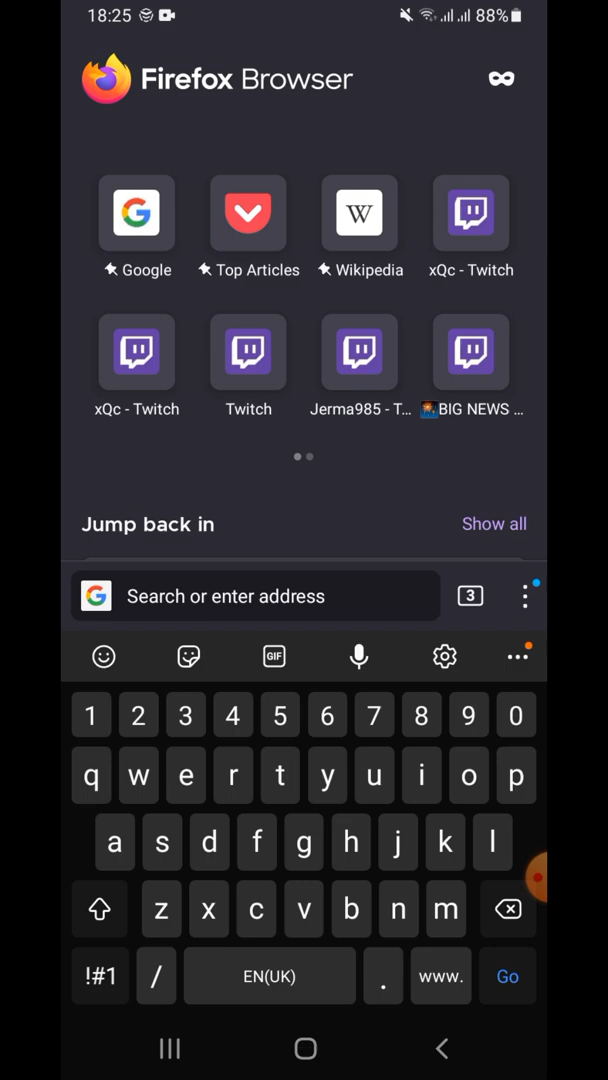 18:25 88%
Firefox Browser
G W
Google Top Articles Wikipedia xQc - Twitch
xQc - Twitch Twitch Jerma985 - T... BIG NEWS ...
Jump back in Show all
G Search or enter address 3
GIF
1 2 3 4 5 6 7 8 9 0
q w e r t y u i o p
a s d f g h j k l
z x c v b n m
!#1 / EN(UK) . www. Go